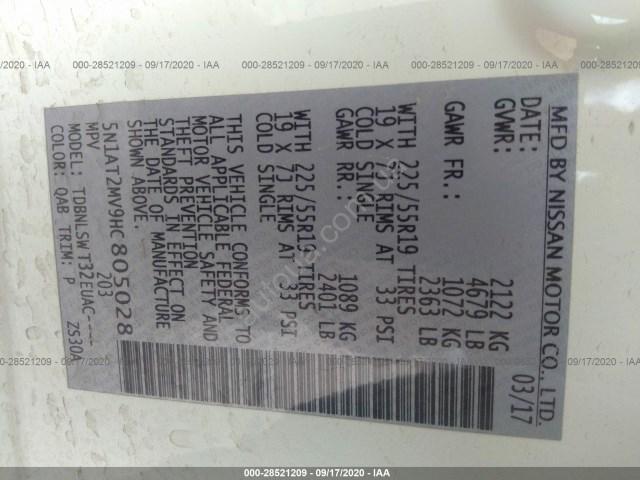 000-28521209 - 09/17/2020 - IAA
MFD BY NISSAN MOTOR CO., LTD.
DATE: 03/17
GVWR: 2122 KG
4679 LB
GAWR FR.: 1072 KG
2363 LB
WITH 225/55R19 TIRES
19 X 7J RIMS AT 33 PSI
COLD SINGLE
GAWR RR.: 1089 KG
2401 LB
WITH 225/55R19 TIRES
19 X 7J RIMS AT 33 PSI
COLD SINGLE
THIS VEHICLE CONFORMS TO
ALL APPLICABLE FEDERAL
MOTOR VEHICLE SAFETY AND
THEFT PREVENTION
STANDARDS IN EFFECT ON
THE DATE OF MANUFACTURE
SHOWN ABOVE.
5N1AT2MV9HC805028
MPV 203
MODEL: TDBNLSWT32EUAC----
COLOR: QAB TRIM: P ZS30A
000-28521209 - 09/17/2020 - IAA